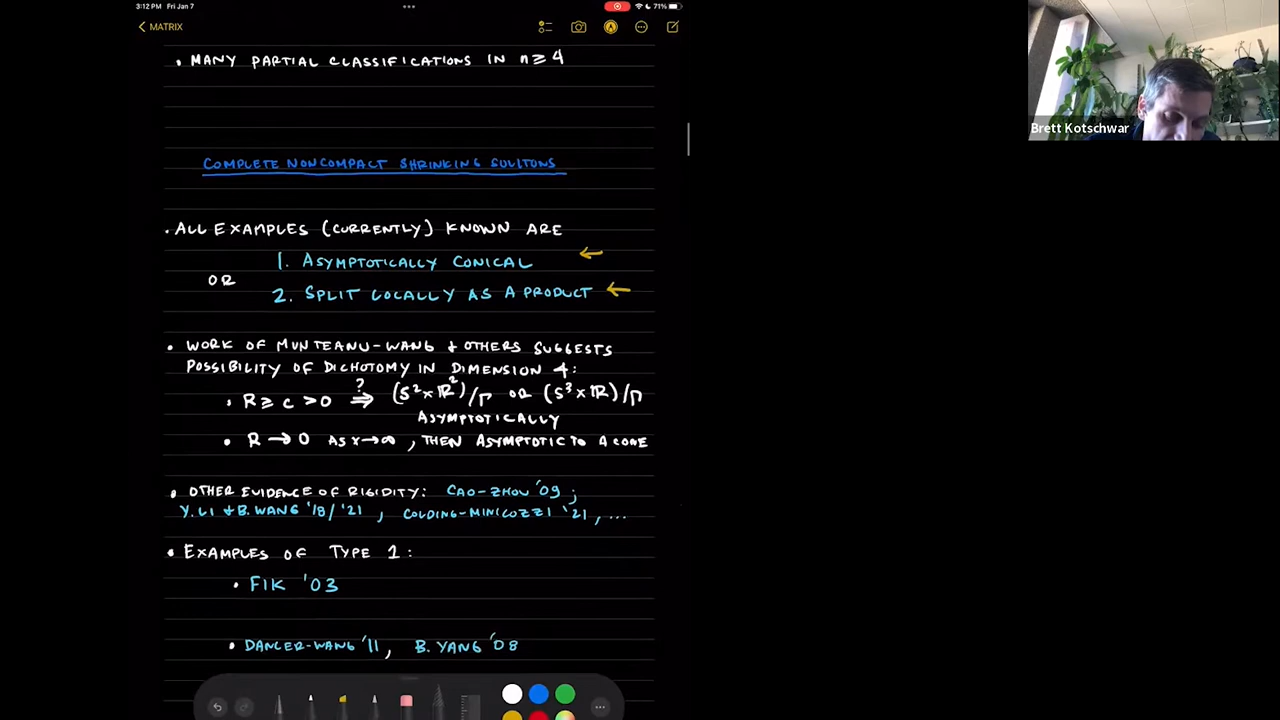 3:12 PM Fri Jan 7
71%
MATRIX
• MANY PARTIAL CLASSIFICATIONS IN n ≥ 4
COMPLETE NONCOMPACT SHRINKING SOLITONS
• ALL EXAMPLES (CURRENTLY) KNOWN ARE
1. ASYMPTOTICALLY CONICAL ←
OR
2. SPLIT LOCALLY AS A PRODUCT ←
• WORK OF MUNTEANU-WANG & OTHERS SUGGESTS
POSSIBILITY OF DICHOTOMY IN DIMENSION 4:
• R ≥ c > 0 ?⇒ (S² × ℝ²)/Γ OR (S³ × ℝ)/Γ
ASYMPTOTICALLY
• R → 0 AS x → ∞, THEN ASYMPTOTIC TO A CONE
• OTHER EVIDENCE OF RIGIDITY: CAO-ZHOU '09;
Y. LI & B. WANG '18/'21, COLDING-MINICOZZI '21, ...
• EXAMPLES OF TYPE 1:
• FIK '03
• DANCER-WANG '11, B. YANG '08
Brett Kotschwar